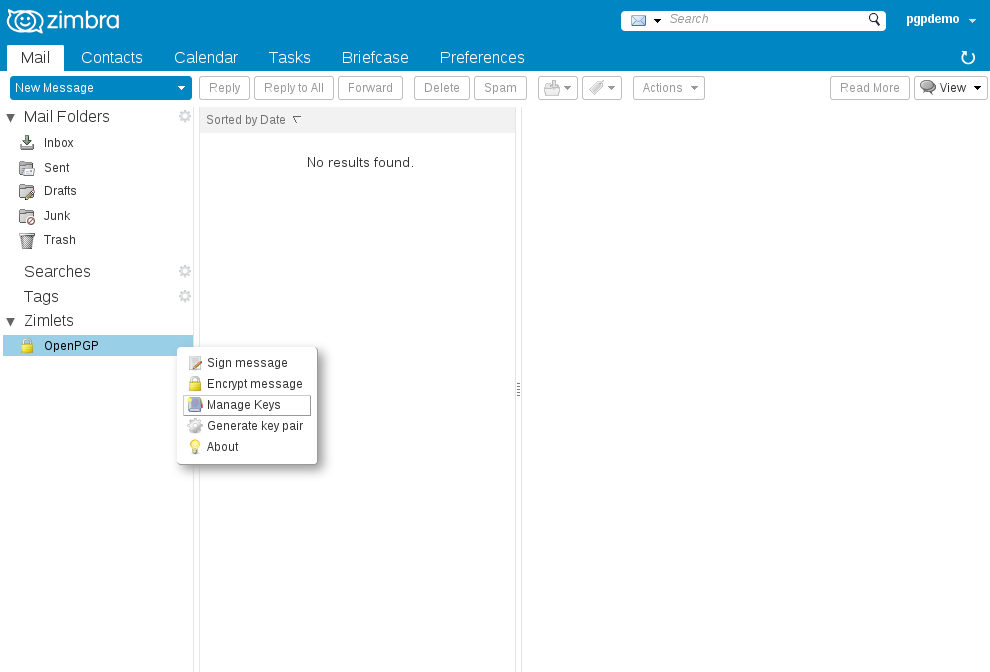 zimbra
Search
pgpdemo
Mail Contacts Calendar Tasks Briefcase Preferences
New Message Reply Reply to All Forward Delete Spam Actions Read More View
Mail Folders
Inbox
Sent
Drafts
Junk
Trash
Searches
Tags
Zimlets
OpenPGP
Sorted by Date
No results found.
Sign message
Encrypt message
Manage Keys
Generate key pair
About